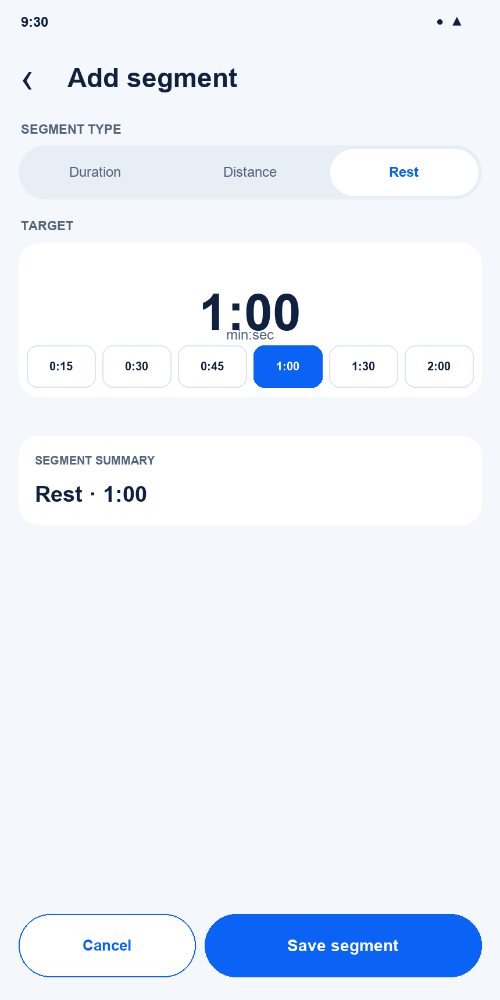 9:30
Add segment
SEGMENT TYPE
Duration Distance Rest
TARGET
1:00
min:sec
0:15 0:30 0:45 1:00 1:30 2:00
SEGMENT SUMMARY
Rest · 1:00
Cancel Save segment